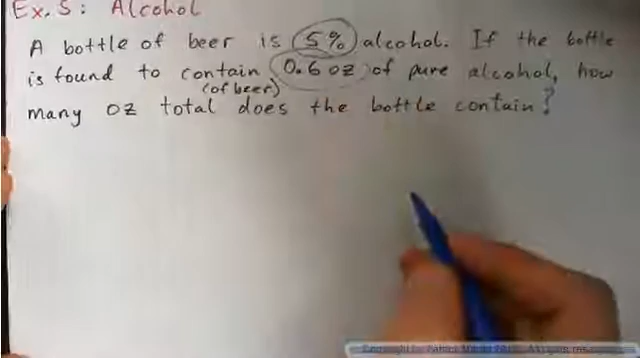 Ex. 5: Alcohol
A bottle of beer is 5% alcohol. If the bottle
is found to contain 0.6 oz of pure alcohol, how
(of beer)
many oz total does the bottle contain?